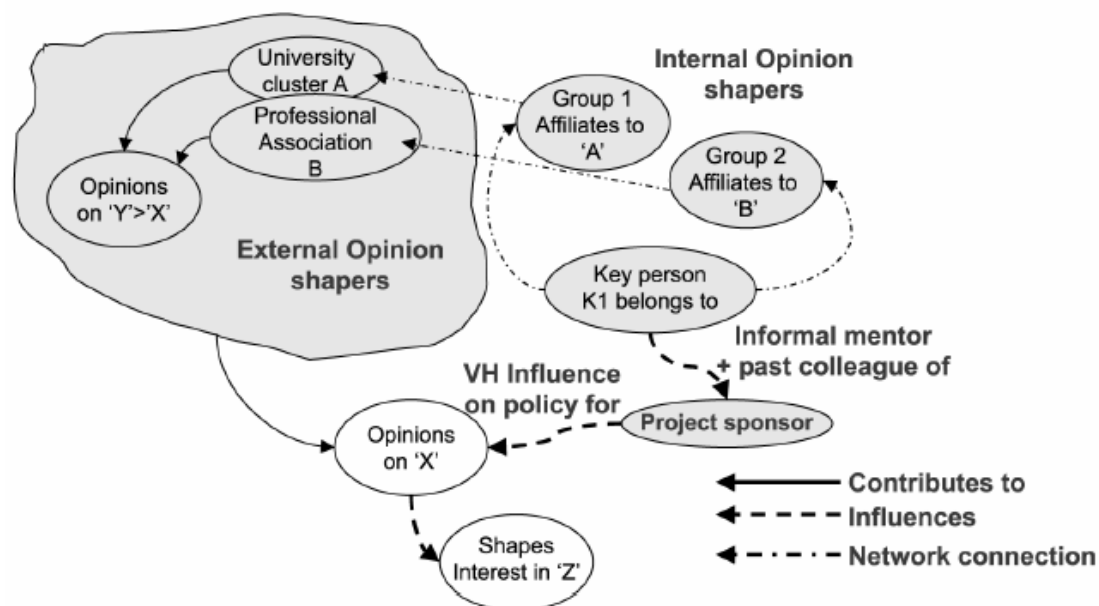 University
cluster A
Professional
Association
B
Opinions
on ‘Y’>’X’
External Opinion
shapers
Internal Opinion
shapers
Group 1
Affiliates to
‘A’
Group 2
Affiliates to
‘B’
Key person
K1 belongs to
Informal mentor
+ past colleague of
VH Influence
on policy for
Project sponsor
Opinions
on ‘X’
Shapes
Interest in ‘Z’
Contributes to
Influences
Network connection